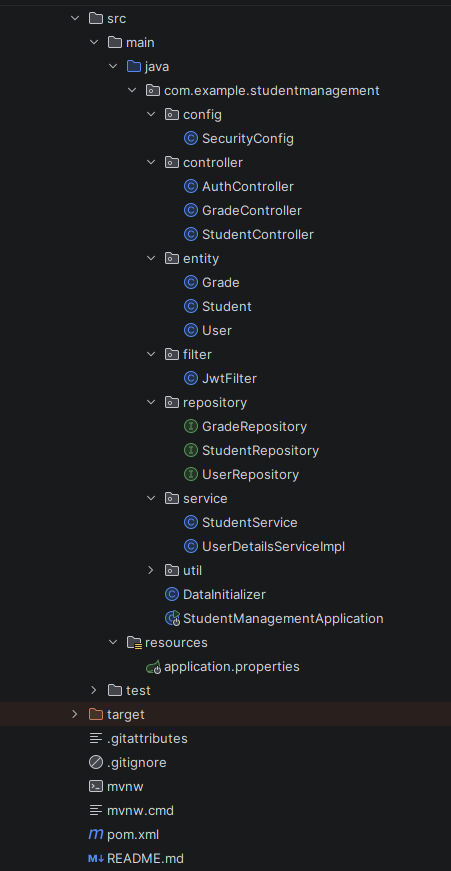 src
main
java
com.example.studentmanagement
config
SecurityConfig
controller
AuthController
GradeController
StudentController
entity
Grade
Student
User
filter
JwtFilter
repository
GradeRepository
StudentRepository
UserRepository
service
StudentService
UserDetailsServiceImpl
util
DataInitializer
StudentManagementApplication
resources
application.properties
test
target
.gitattributes
.gitignore
mvnw
mvnw.cmd
pom.xml
README.md